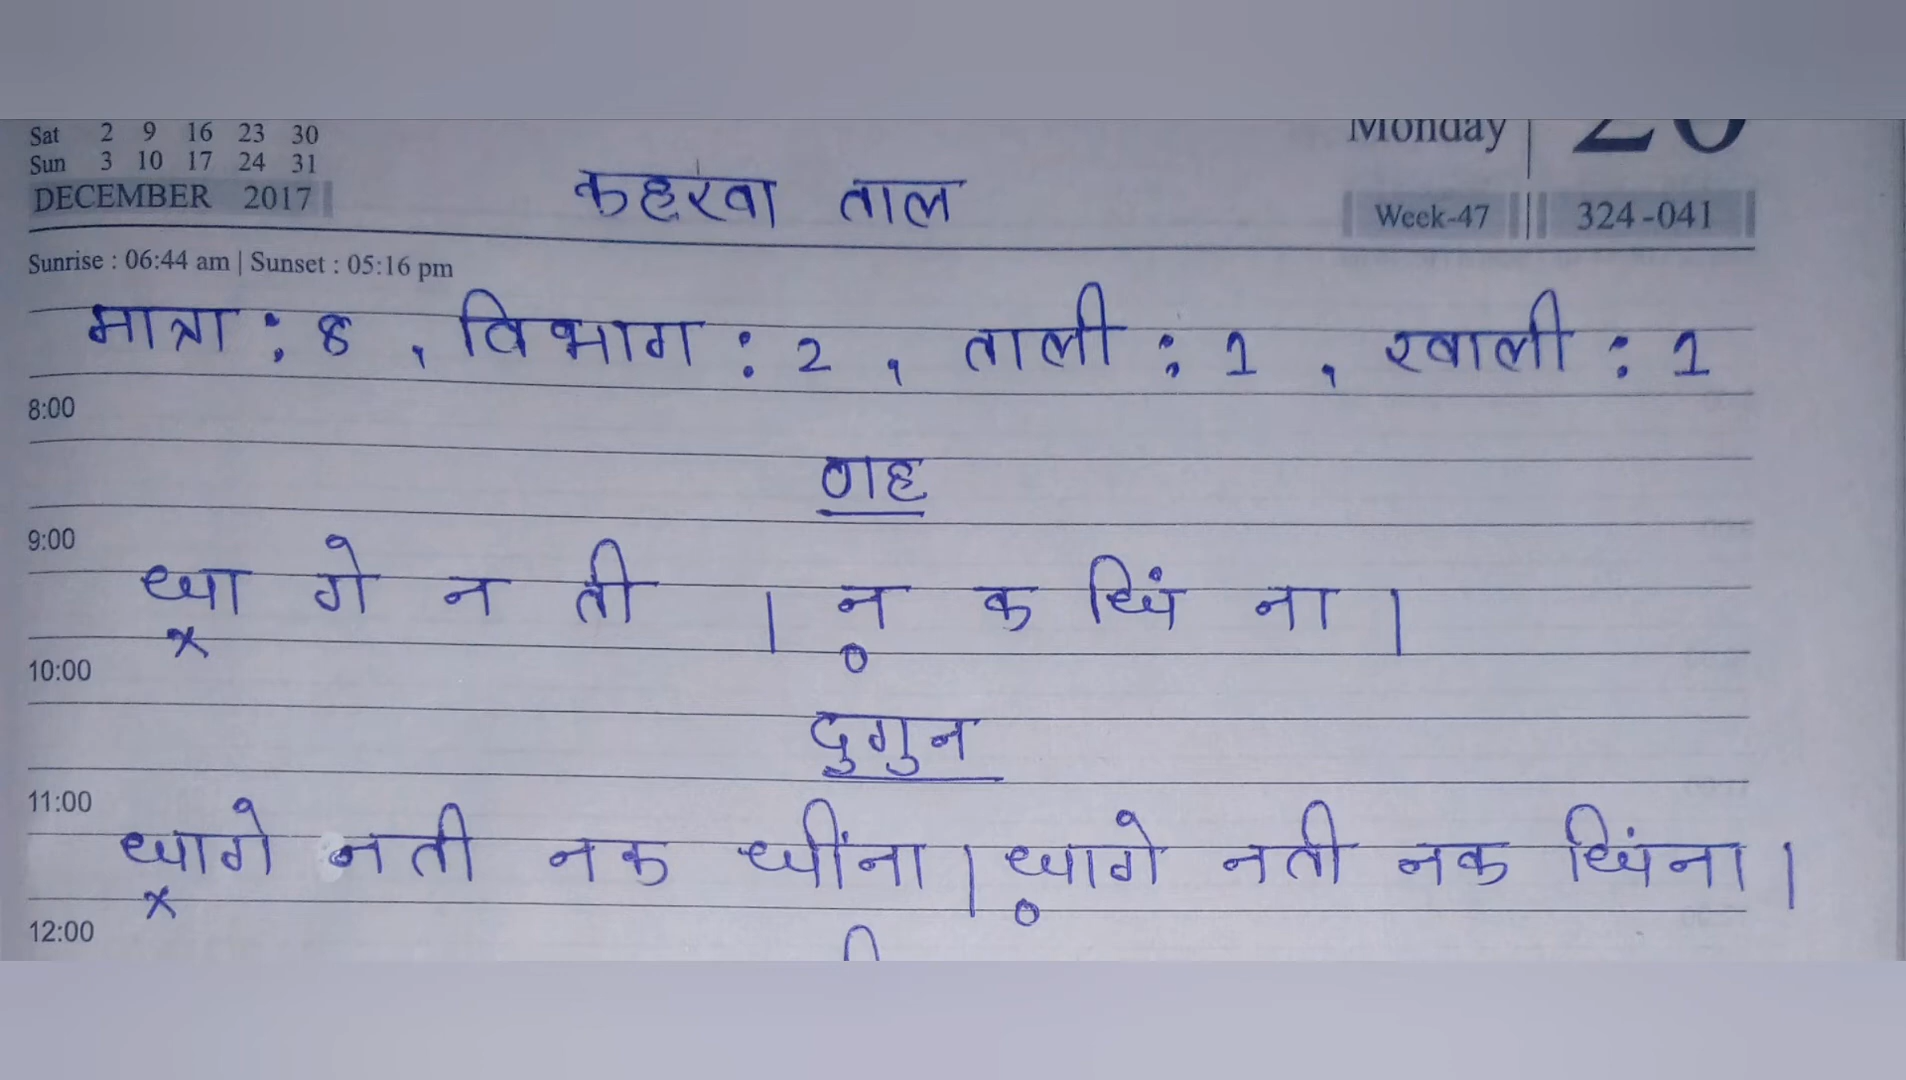 Sat 2 9 16 23 30
Sun 3 10 17 24 31
DECEMBER 2017
Monday 20
Week-47 324-041
कहरवा ताल
Sunrise : 06:44 am | Sunset : 05:16 pm
मात्रा : 8 , विभाग : 2 , ताली : 1 , खाली : 1
8:00
ठाह
9:00
धा गे न ती | न क धिं ना |
x o
10:00
दुगुन
11:00
धागे नती नक धींना | धागे नती नक धिंना |
x o
12:00